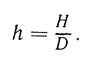 h = H/D.